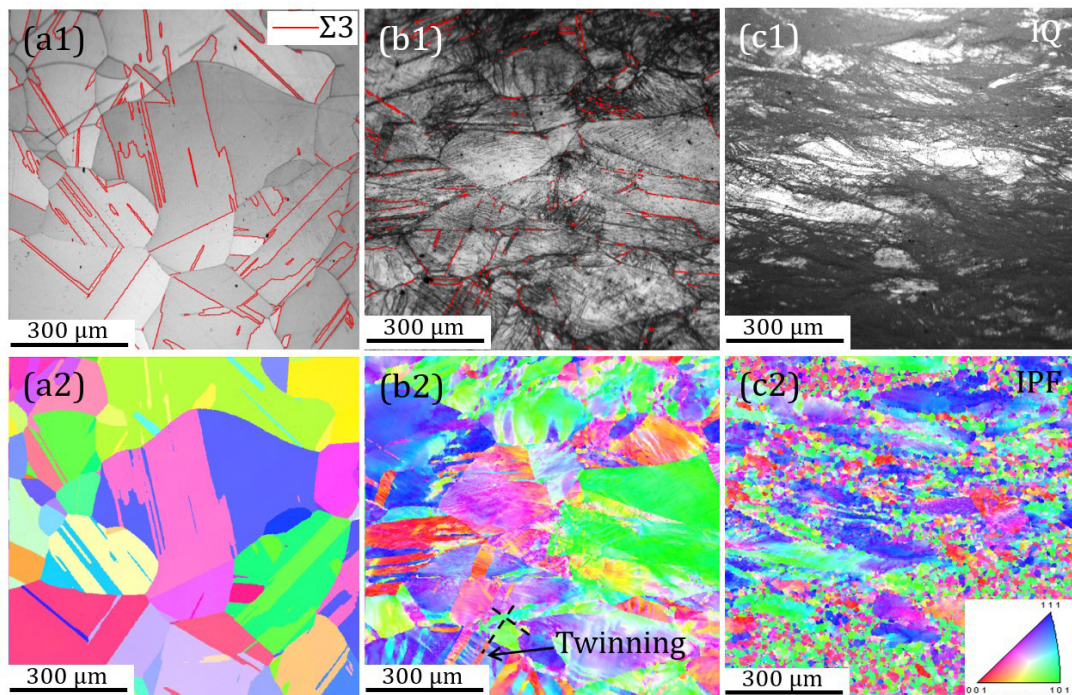 (a1)
Σ3
(b1)
(c1)
IQ
300 μm
300 μm
300 μm
(a2)
(b2)
(c2)
IPF
Twinning
111
001
101
300 μm
300 μm
300 μm